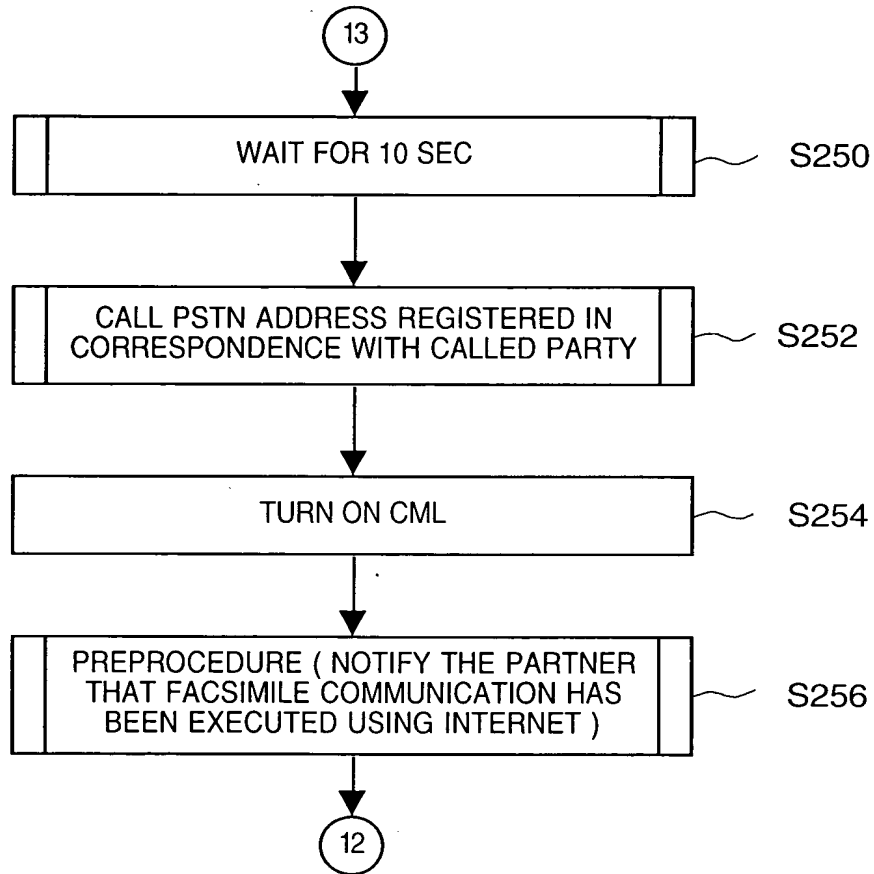 13
WAIT FOR 10 SEC
S250
CALL PSTN ADDRESS REGISTERED IN
CORRESPONDENCE WITH CALLED PARTY
S252
TURN ON CML
S254
PREPROCEDURE ( NOTIFY THE PARTNER
THAT FACSIMILE COMMUNICATION HAS
BEEN EXECUTED USING INTERNET )
S256
12